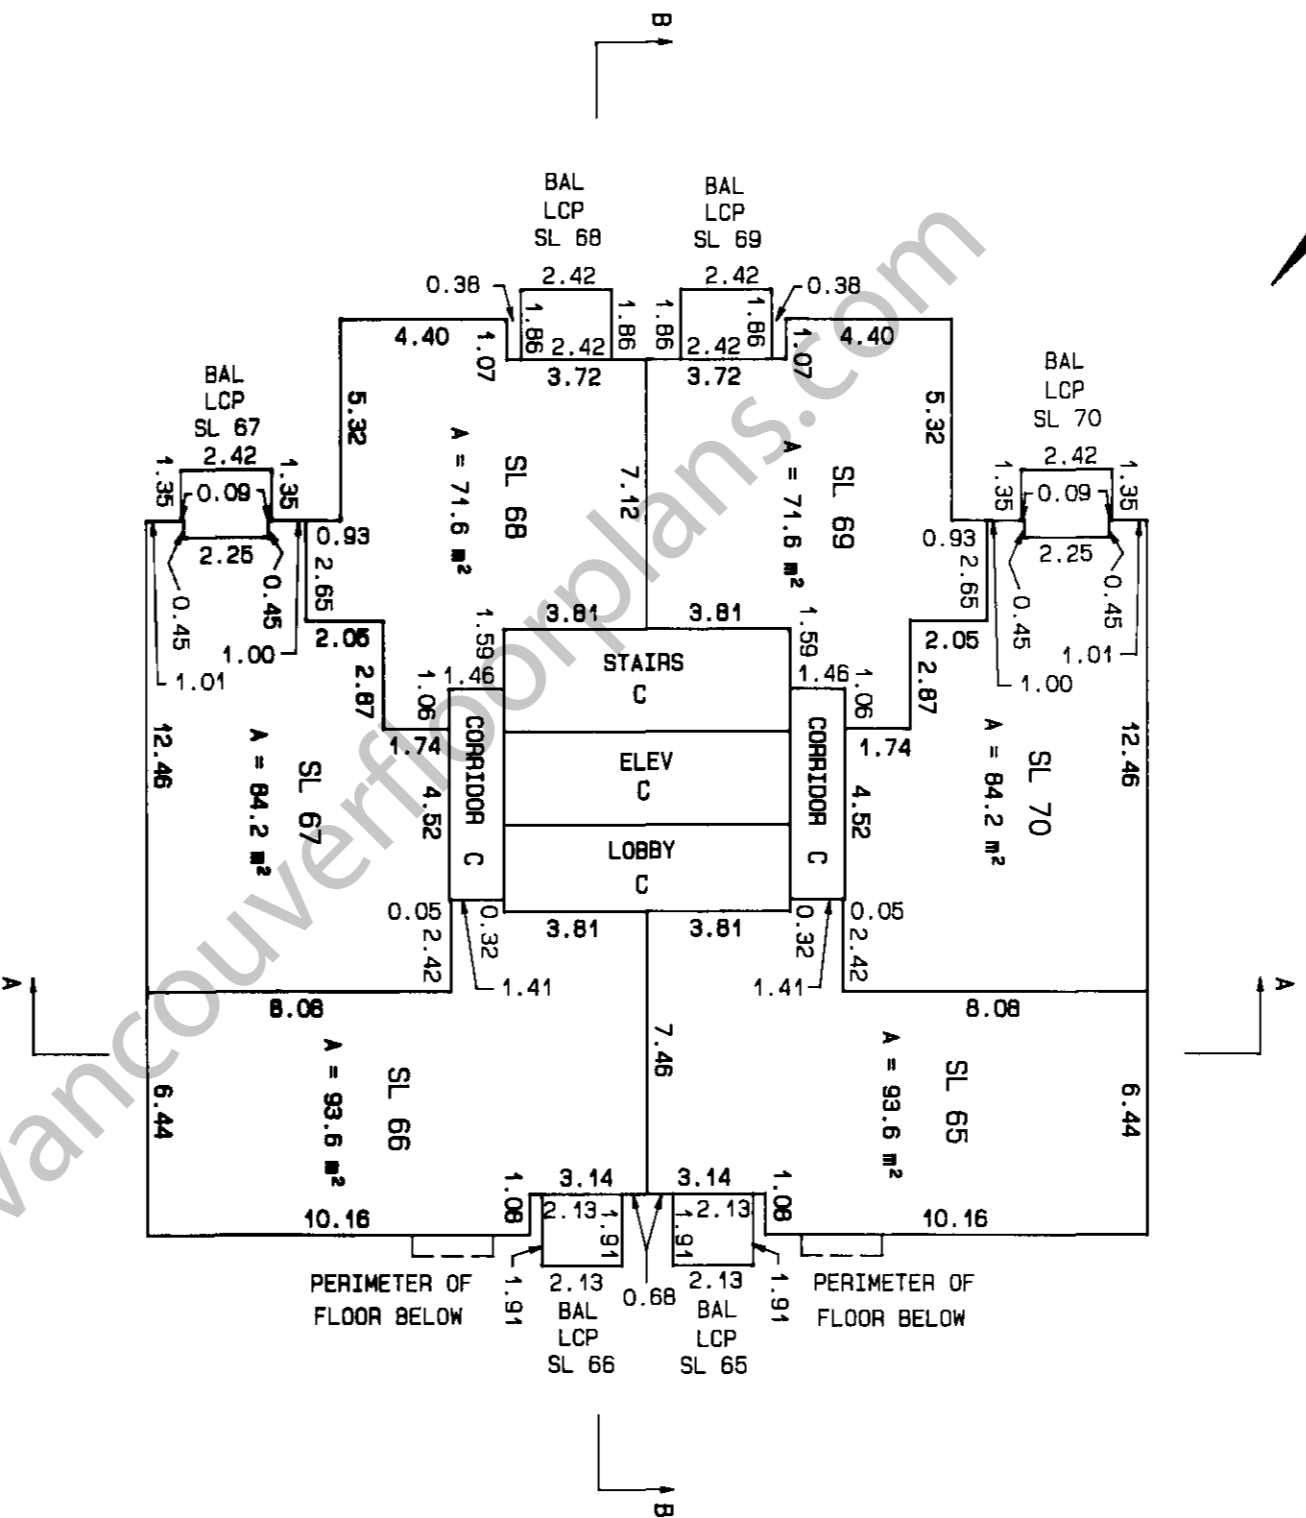 B
BAL
LCP
SL 68
BAL
LCP
SL 69
0.38
2.42
1.86
2.42
1.86
2.42
1.86
2.42
1.86
0.38
4.40
1.07
3.72
3.72
1.07
4.40
BAL
LCP
SL 67
2.42
1.35
1.35
0.09
2.25
0.45
0.45
1.00
1.01
BAL
LCP
SL 70
2.42
1.35
1.35
0.09
2.25
0.45
0.45
1.01
1.00
5.32
SL 68
A = 71.6 m²
7.12
SL 69
A = 71.6 m²
5.32
0.93
2.65
2.05
2.87
1.06
1.74
0.93
2.65
2.05
2.87
1.06
1.74
3.81
3.81
1.59
1.46
1.59
1.46
STAIRS
C
ELEV
C
LOBBY
C
CORRIDOR C
CORRIDOR C
12.46
SL 67
A = 84.2 m²
4.52
4.52
SL 70
A = 84.2 m²
12.46
0.05
2.42
0.32
3.81
3.81
0.32
0.05
2.42
1.41
1.41
A
A
8.08
8.08
6.44
SL 66
A = 93.6 m²
7.46
SL 65
A = 93.6 m²
6.44
10.16
1.08
3.14
3.14
1.08
10.16
2.13
1.91
1.91
2.13
PERIMETER OF
FLOOR BELOW
1.91
2.13
BAL
LCP
SL 66
0.68
2.13
BAL
LCP
SL 65
1.91
PERIMETER OF
FLOOR BELOW
B
vancouverfloorplans.com